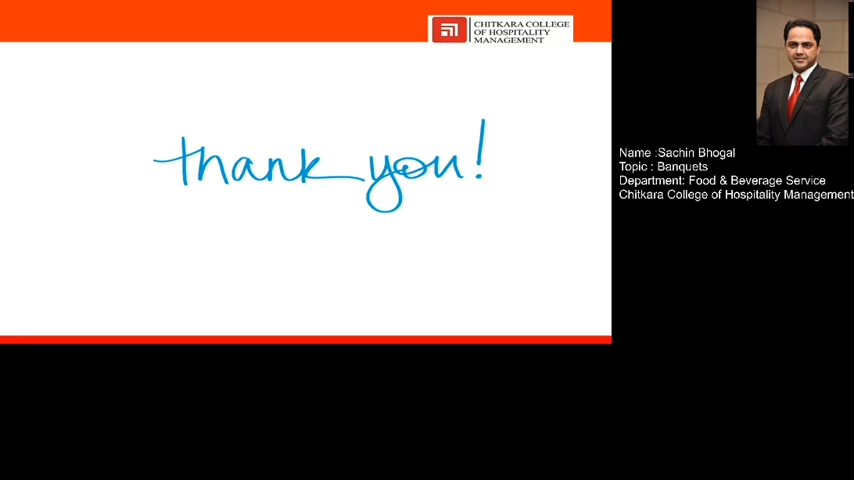 CHITKARA COLLEGE
OF HOSPITALITY
MANAGEMENT
thank you!
Name :Sachin Bhogal
Topic : Banquets
Department: Food & Beverage Service
Chitkara College of Hospitality Management